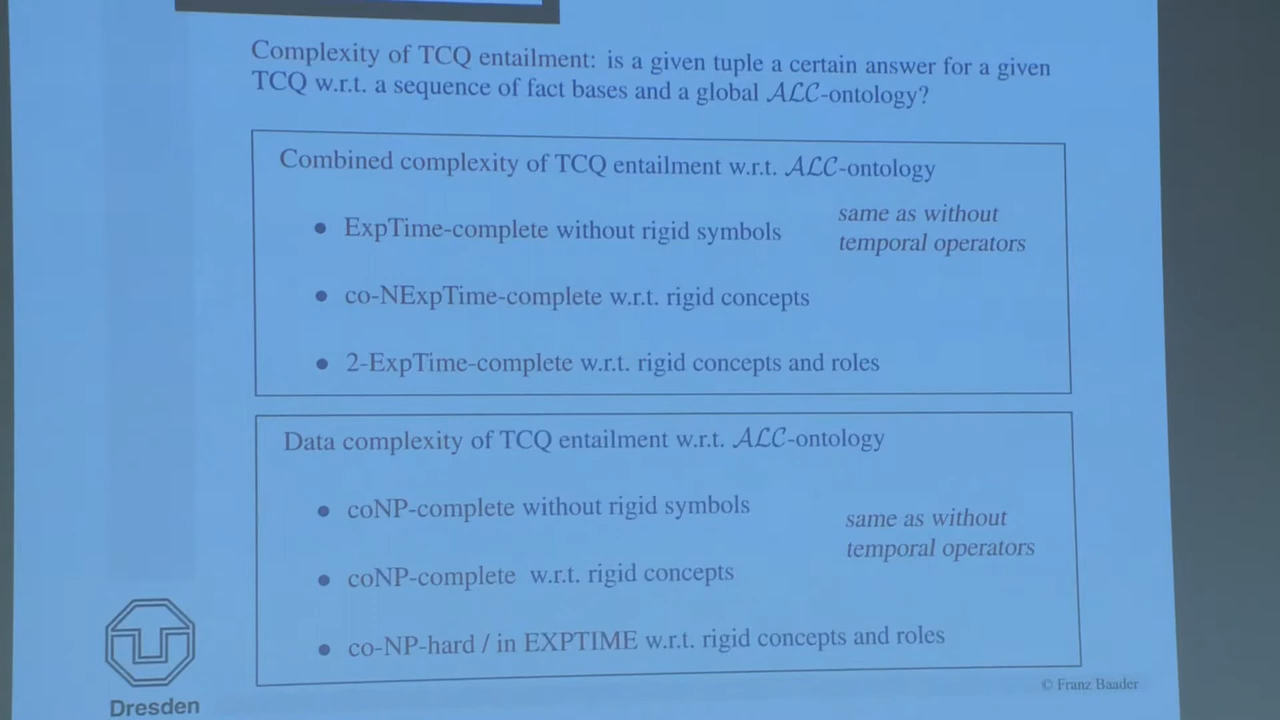 Complexity of TCQ entailment: is a given tuple a certain answer for a given
TCQ w.r.t. a sequence of fact bases and a global ALC-ontology?
Combined complexity of TCQ entailment w.r.t. ALC-ontology
• ExpTime-complete without rigid symbols
same as without
temporal operators
• co-NExpTime-complete w.r.t. rigid concepts
• 2-ExpTime-complete w.r.t. rigid concepts and roles
Data complexity of TCQ entailment w.r.t. ALC-ontology
• coNP-complete without rigid symbols
same as without
temporal operators
• coNP-complete w.r.t. rigid concepts
• co-NP-hard / in EXPTIME w.r.t. rigid concepts and roles
© Franz Baader
Dresden